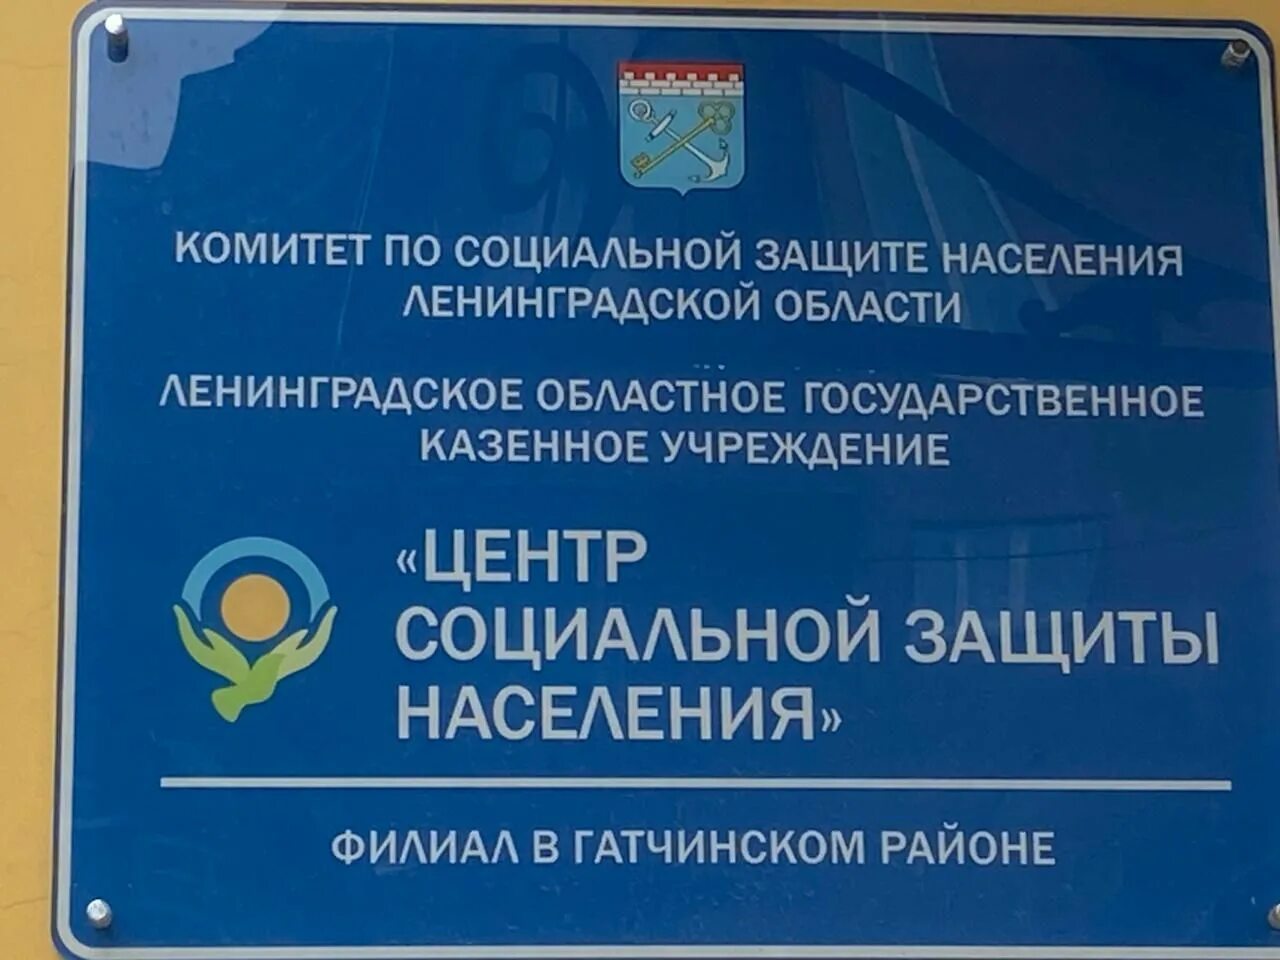 КОМИТЕТ ПО СОЦИАЛЬНОЙ ЗАЩИТЕ НАСЕЛЕНИЯ
ЛЕНИНГРАДСКОЙ ОБЛАСТИ
ЛЕНИНГРАДСКОЕ ОБЛАСТНОЕ ГОСУДАРСТВЕННОЕ
КАЗЕННОЕ УЧРЕЖДЕНИЕ
«ЦЕНТР
СОЦИАЛЬНОЙ ЗАЩИТЫ
НАСЕЛЕНИЯ»
ФИЛИАЛ В ГАТЧИНСКОМ РАЙОНЕ